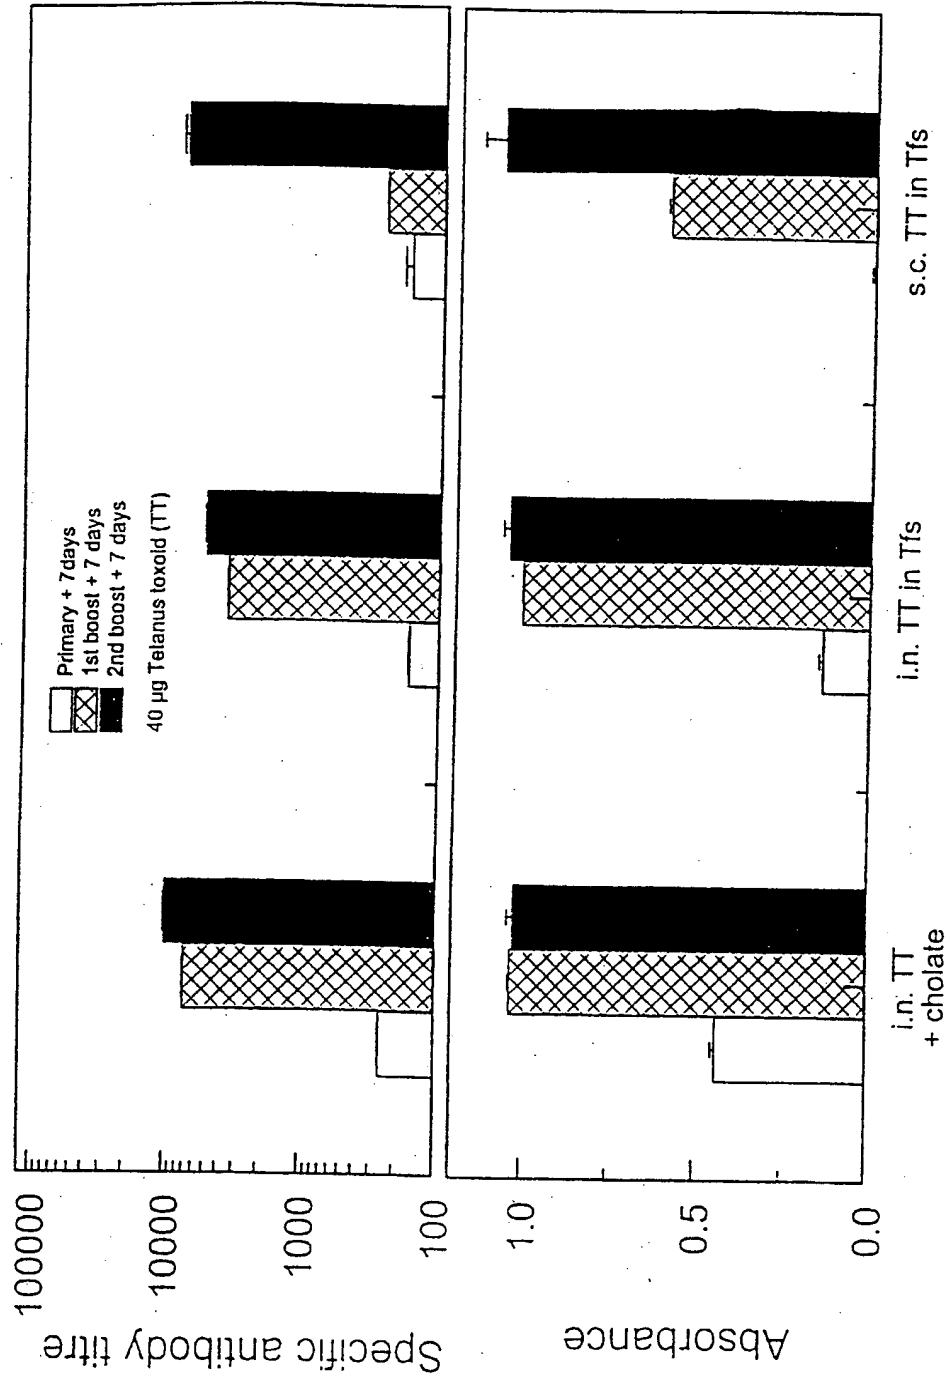 Specific antibody titre
100000
10000
1000
100
Primary + 7days
1st boost + 7 days
2nd boost + 7 days
40 µg Telanus toxoid (TT)
Absorbance
1.0
0.5
0.0
i.n. TT
+ cholate
i.n. TT in Tfs
s.c. TT in Tfs